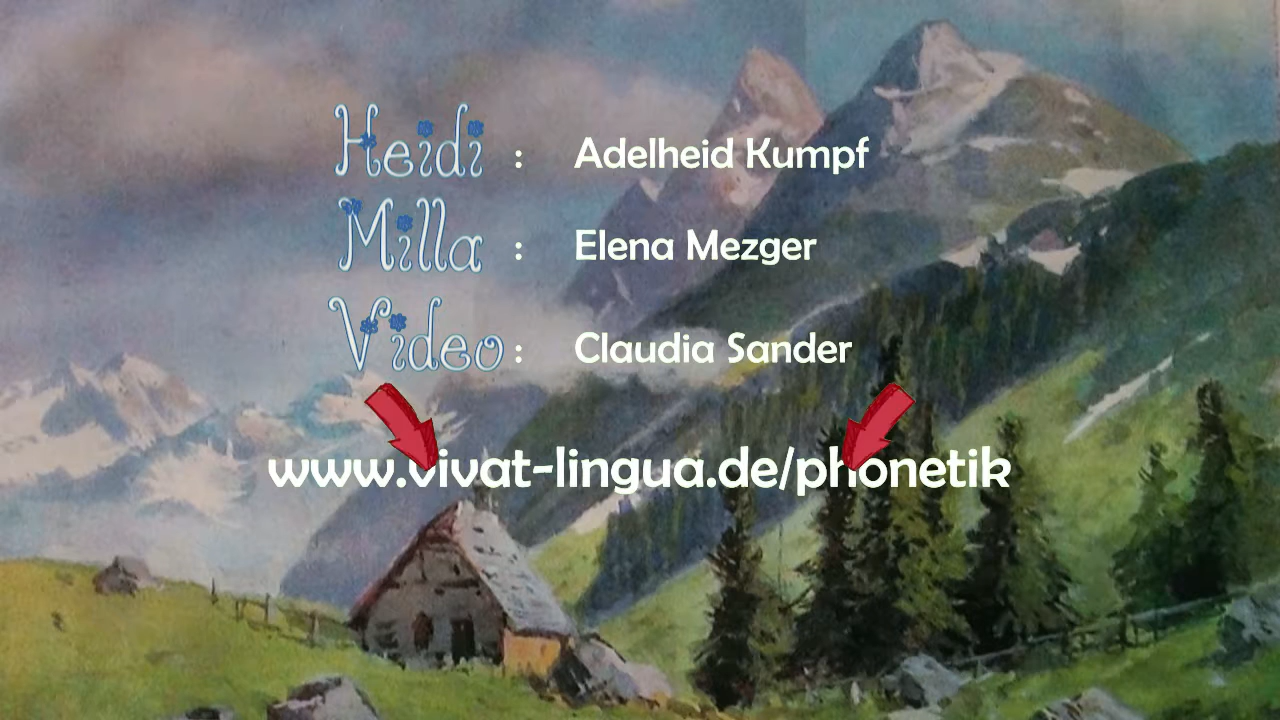 Heidi : Adelheid Kumpf
Milla : Elena Mezger
Video : Claudia Sander
www.vivat-lingua.de/phonetik